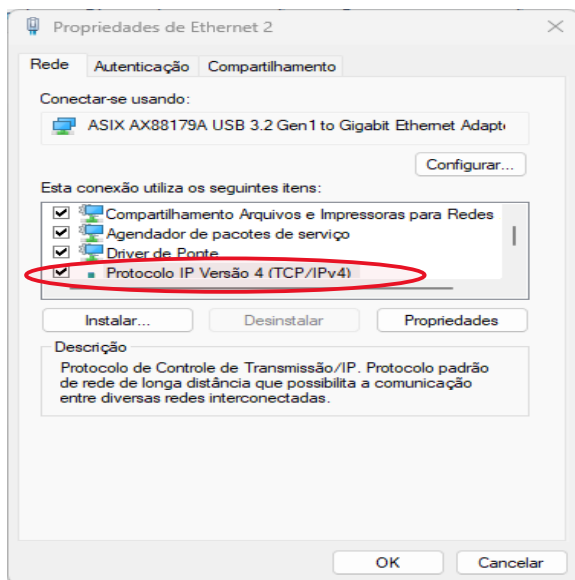 Propriedades de Ethernet 2
Rede Autenticação Compartilhamento
Conectar-se usando:
ASIX AX88179A USB 3.2 Gen1 to Gigabit Ethernet Adapt
Configurar...
Esta conexão utiliza os seguintes itens:
Compartilhamento Arquivos e Impressoras para Redes
Agendador de pacotes de serviço
Driver de Ponte
Protocolo IP Versão 4 (TCP/IPv4)
Instalar... Desinstalar Propriedades
Descrição
Protocolo de Controle de Transmissão/IP. Protocolo padrão
de rede de longa distância que possibilita a comunicação
entre diversas redes interconectadas.
OK Cancelar